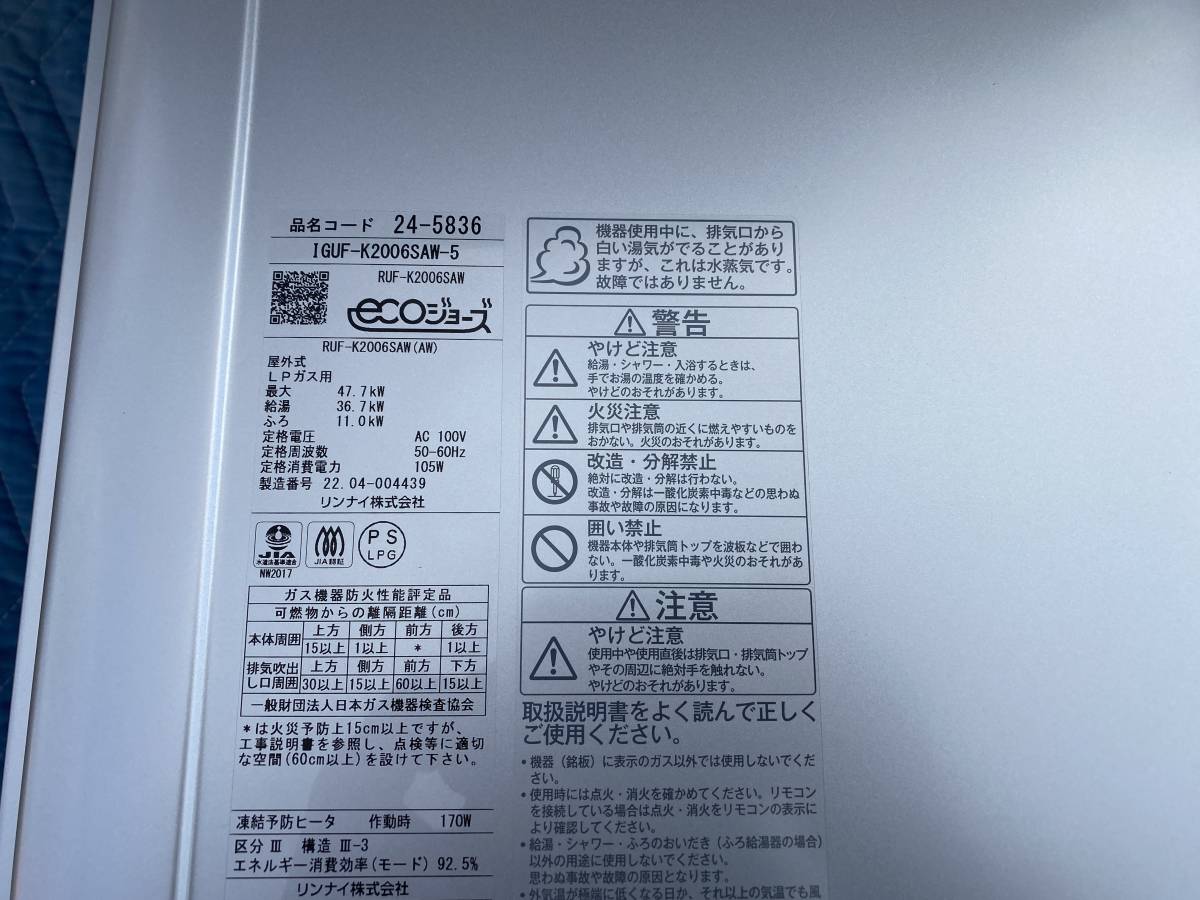 品名コード 24-5836
IGUF-K2006SAW-5
RUF-K2006SAW
ecoジョーズ
RUF-K2006SAW(AW)
屋外式
LPガス用
最大 47.7kW
給湯 36.7kW
ふろ 11.0kW
定格電圧 AC 100V
定格周波数 50-60Hz
定格消費電力 105W
製造番号 22.04-004439
リンナイ株式会社
JIA
水道法基準適合
NW2017
JIA認証
PS
LPG
ガス機器防火性能評定品
可燃物からの離隔距離(cm)
本体周囲 上方 側方 前方 後方
15以上 1以上 * 1以上
排気吹出し口周囲 上方 側方 前方 下方
30以上 15以上 60以上 15以上
一般財団法人日本ガス機器検査協会
*は火災予防上15cm以上ですが、
工事説明書を参照し、点検等に適切
な空間(60cm以上)を設けて下さい。
凍結予防ヒータ 作動時 170W
区分 Ⅲ 構造 Ⅲ-3
エネルギー消費効率(モード) 92.5%
リンナイ株式会社
機器使用中に、排気口から
白い湯気がでることがあり
ますが、これは水蒸気です。
故障ではありません。
警告
やけど注意
給湯・シャワー・入浴するときは、
手でお湯の温度を確かめる。
やけどのおそれがあります。
火災注意
排気口や排気筒の近くに燃えやすいものを
おかない。火災のおそれがあります。
改造・分解禁止
絶対に改造・分解は行わない。
改造・分解は一酸化炭素中毒などの思わぬ
事故や故障の原因になります。
囲い禁止
機器本体や排気筒トップを波板などで囲わ
ない。一酸化炭素中毒や火災のおそれがあ
ります。
注意
やけど注意
使用中や使用直後は排気口・排気筒トップ
やその周辺に絶対手を触れない。
やけどのおそれがあります。
取扱説明書をよく読んで正しく
ご使用ください。
•機器（銘板）に表示のガス以外では使用しないでくだ
さい。
•使用時には点火・消火を確かめてください。リモコン
を接続している場合は点火・消火をリモコンの表示に
より確認してください。
•給湯・シャワー・ふろのおいだき（ふろ給湯器の場合）
以外の用途に使用しないでください。
思わぬ事故や故障の原因となります。
•外気温が極端に低くなる日か、それ以上の気温でも風